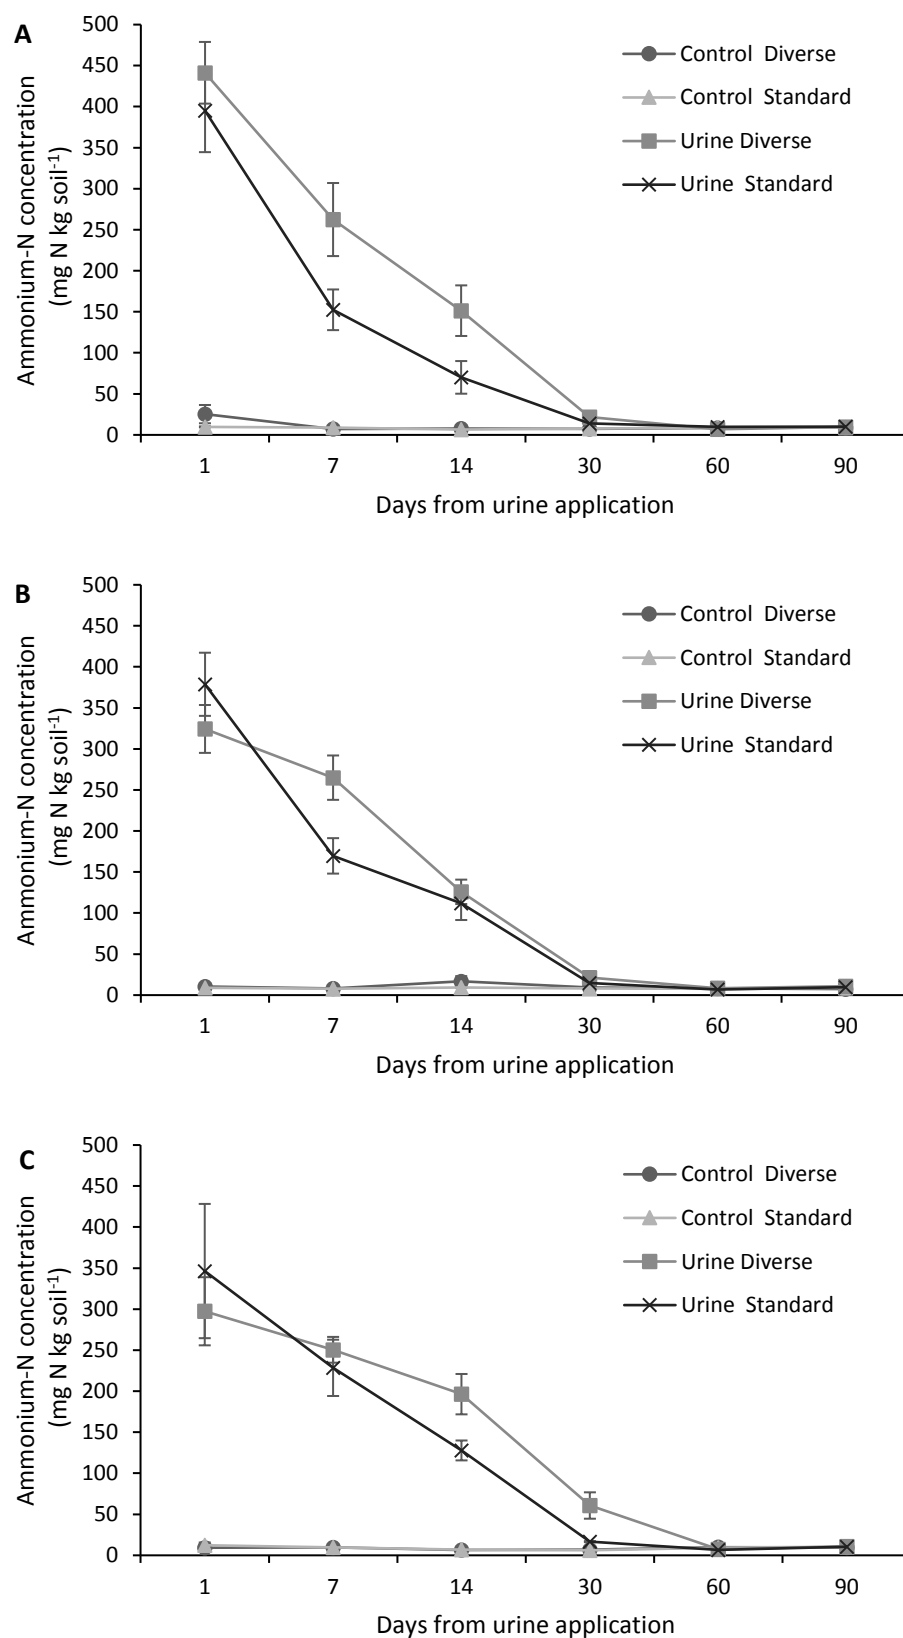 A
500
450
400
350
300
250
200
150
100
50
0
Ammonium-N concentration
(mg N kg soil⁻¹)
Control Diverse
Control Standard
Urine Diverse
Urine Standard
1 7 14 30 60 90
Days from urine application
B
500
450
400
350
300
250
200
150
100
50
0
Ammonium-N concentration
(mg N kg soil⁻¹)
Control Diverse
Control Standard
Urine Diverse
Urine Standard
1 7 14 30 60 90
Days from urine application
C
500
450
400
350
300
250
200
150
100
50
0
Ammonium-N concentration
(mg N kg soil⁻¹)
Control Diverse
Control Standard
Urine Diverse
Urine Standard
1 7 14 30 60 90
Days from urine application